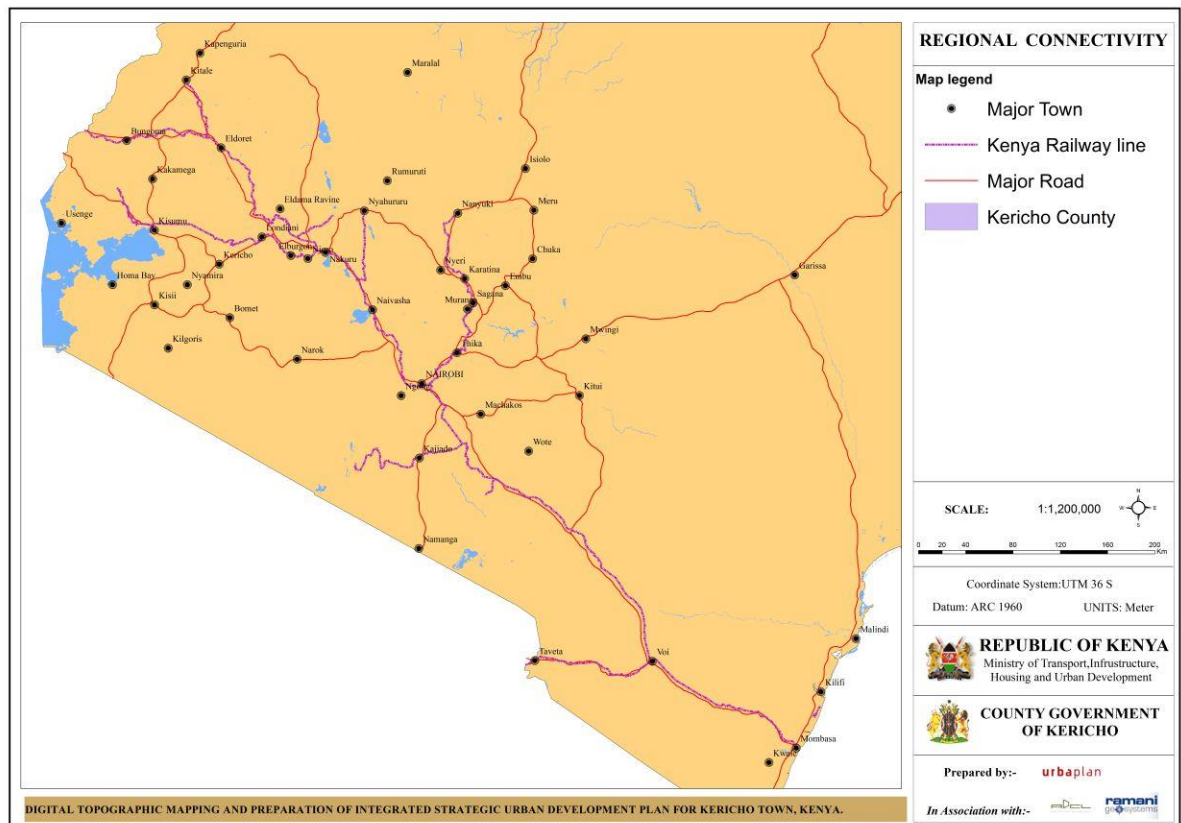 REGIONAL CONNECTIVITY
Map legend
Major Town
Kenya Railway line
Major Road
Kericho County
Kapenguria
Maralal
Kitale
Bungoma
Eldoret
Isiolo
Kakamega
Rumuruti
Eldama Ravine
Nyahururu
Nanyuki
Meru
Usenge
Kisumu
Londiani
Elburgon
Nakuru
Chuka
Kericho
Nyeri
Karatina
Garissa
Homa Bay
Nyamira
Embu
Kisii
Sagana
Bomet
Naivasha
Mwingi
Kilgoris
Narok
Thika
NAIROBI
Kitui
Machakos
Wote
Kajiado
Namanga
Malindi
Taveta
Voi
Kilifi
Mombasa
SCALE: 1:1,200,000
N
W E
S
0 20 40 80 120 160 200
Km
Coordinate System:UTM 36 S
Datum: ARC 1960 UNITS: Meter
REPUBLIC OF KENYA
Ministry of Transport,Infrustructure,
Housing and Urban Development
COUNTY GOVERNMENT
OF KERICHO
Prepared by:- urbaplan
In Association with:- ADCL ramani
geosystems
DIGITAL TOPOGRAPHIC MAPPING AND PREPARATION OF INTEGRATED STRATEGIC URBAN DEVELOPMENT PLAN FOR KERICHO TOWN, KENYA.